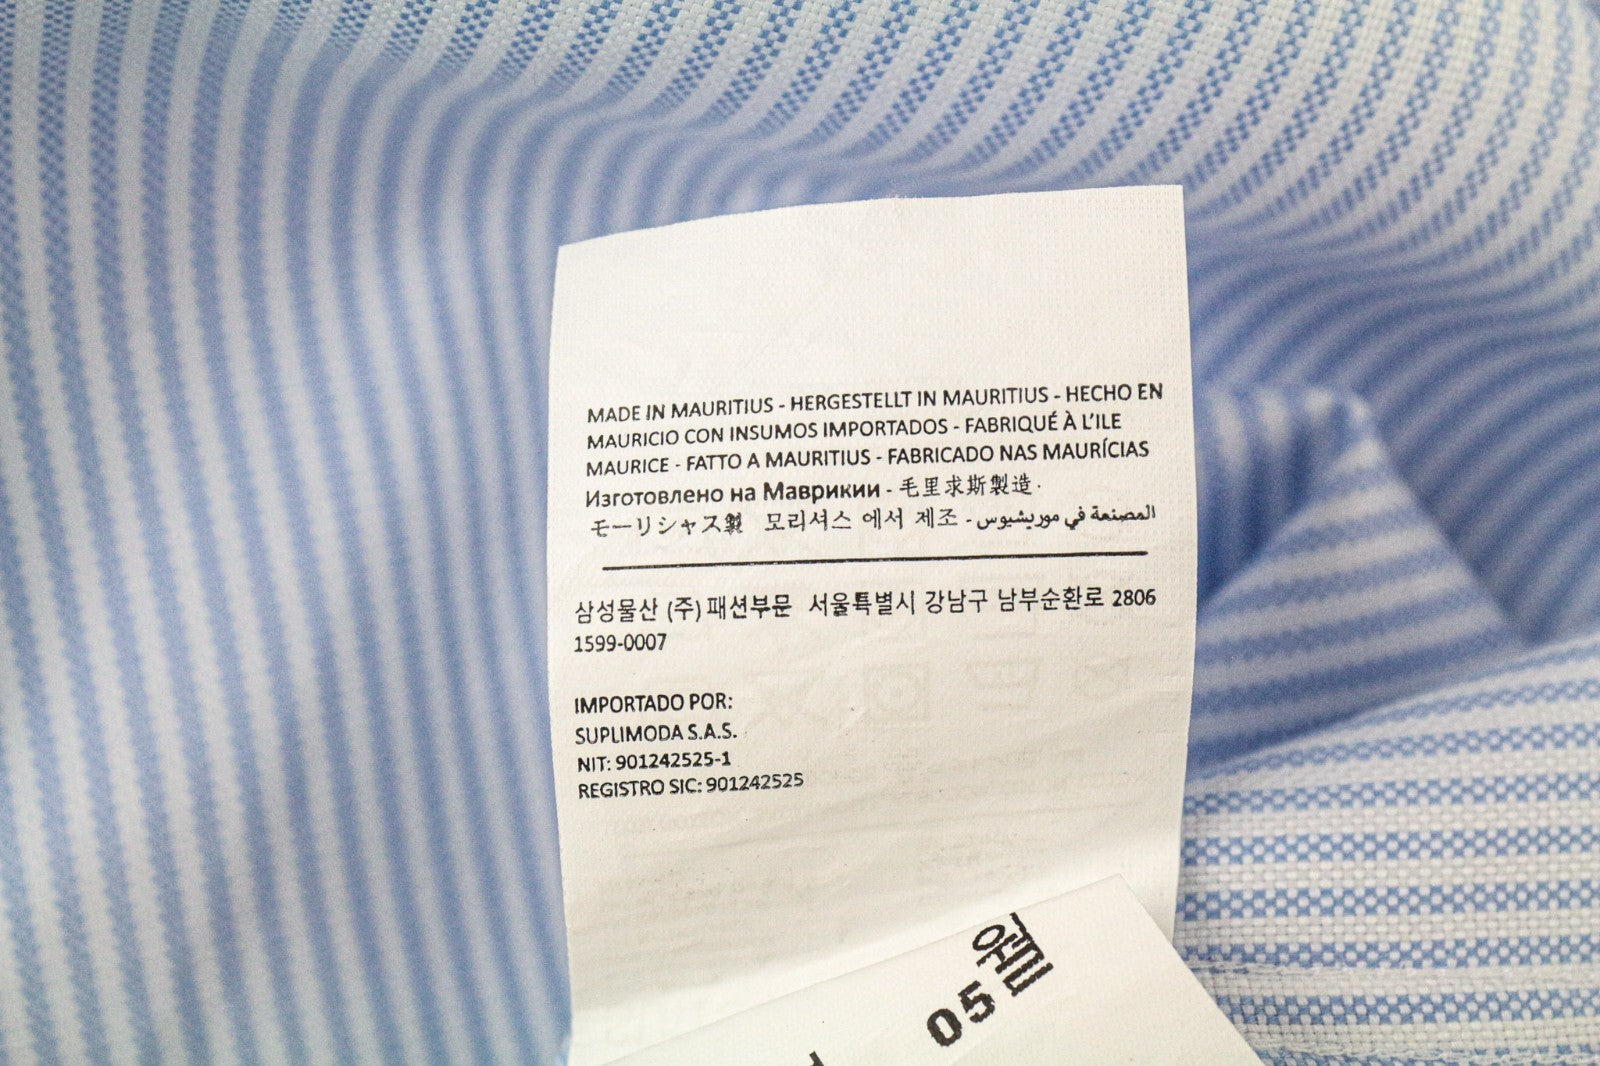 MADE IN MAURITIUS - HERGESTELLT IN MAURITIUS - HECHO EN
MAURICIO CON INSUMOS IMPORTADOS - FABRIQUÉ À L'ILE
MAURICE - FATTO A MAURITIUS - FABRICADO NAS MAURÍCIAS
Изготовлено на Маврикии - 毛里求斯製造.
モーリシャス製 모리셔스 에서 제조 - المصنعة في موريشيوس
삼성물산 (주) 패션부문 서울특별시 강남구 남부순환로 2806
1599-0007
IMPORTADO POR:
SUPLIMODA S.A.S.
NIT: 901242525-1
REGISTRO SIC: 901242525
05